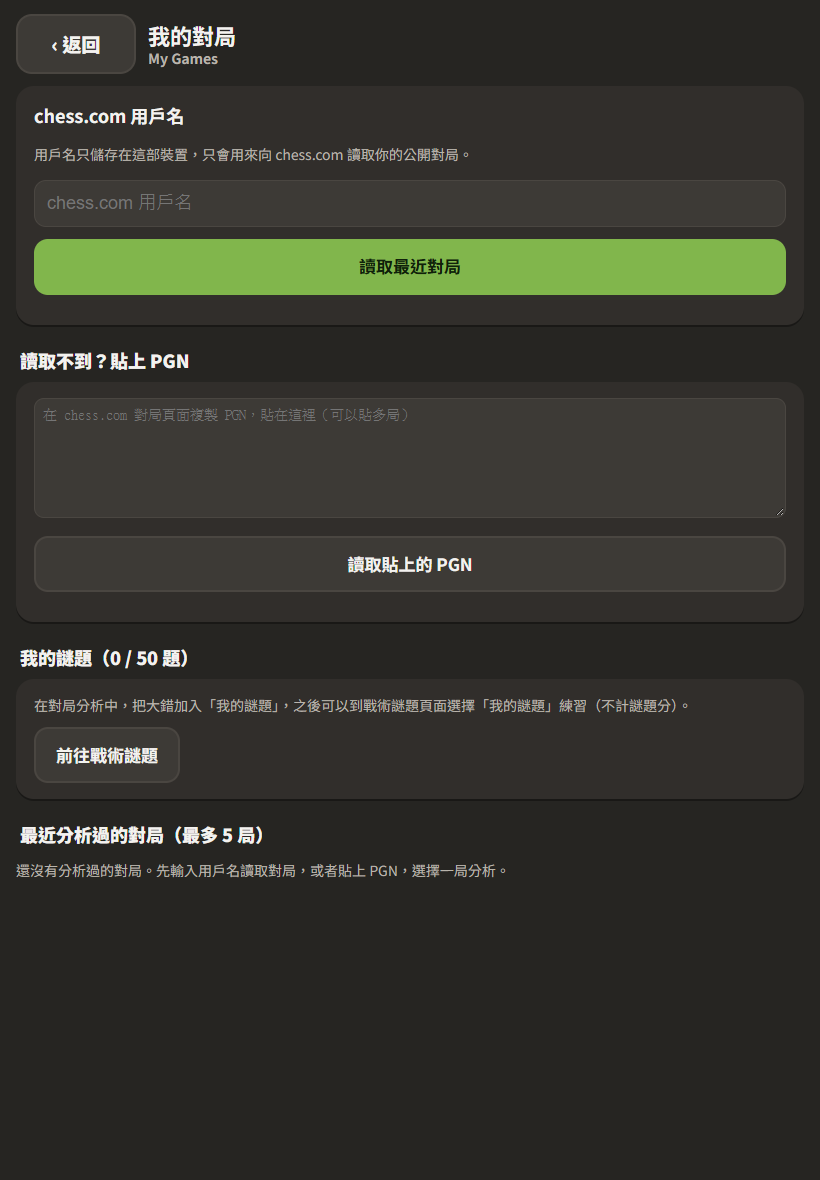 ‹ 返回
我的對局
My Games
chess.com 用戶名
用戶名只儲存在這部裝置，只會用來向 chess.com 讀取你的公開對局。
chess.com 用戶名
讀取最近對局
讀取不到？貼上 PGN
在 chess.com 對局頁面複製 PGN，貼在這裡（可以貼多局）
讀取貼上的 PGN
我的謎題（0 / 50 題）
在對局分析中，把大錯加入「我的謎題」，之後可以到戰術謎題頁面選擇「我的謎題」練習（不計謎題分）。
前往戰術謎題
最近分析過的對局（最多 5 局）
還沒有分析過的對局。先輸入用戶名讀取對局，或者貼上 PGN，選擇一局分析。